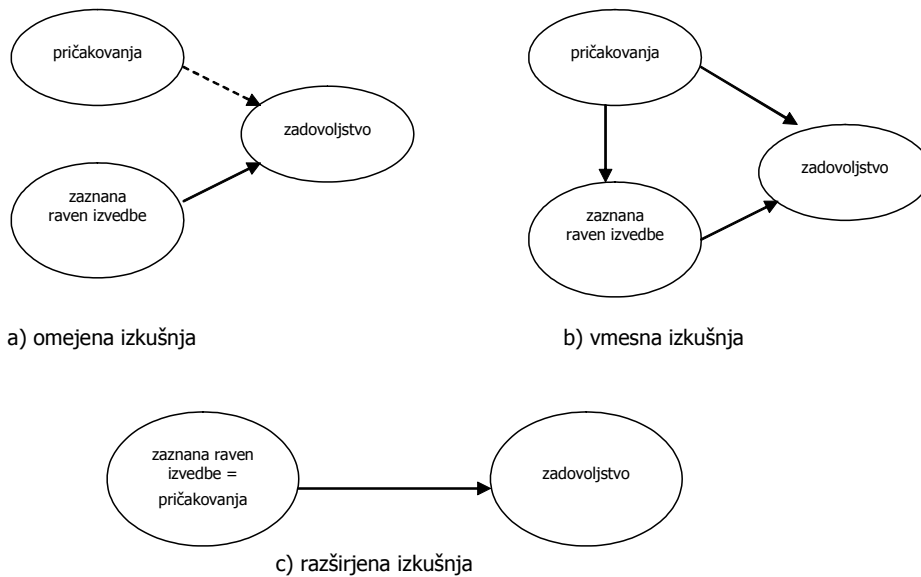 pričakovanja
zadovoljstvo
zaznana
raven izvedbe
a) omejena izkušnja
pričakovanja
zadovoljstvo
zaznana
raven izvedbe
b) vmesna izkušnja
zaznana raven
izvedbe =
pričakovanja
zadovoljstvo
c) razširjena izkušnja